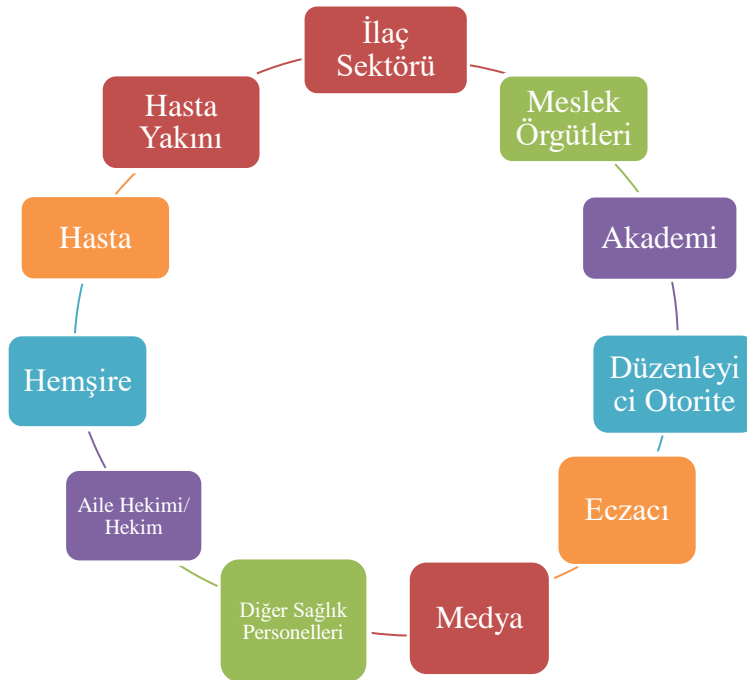 İlaç
Sektörü
Meslek
Örgütleri
Akademi
Düzenleyi
ci Otorite
Eczacı
Medya
Diğer Sağlık
Personelleri
Aile Hekimi/
Hekim
Hemşire
Hasta
Hasta
Yakını